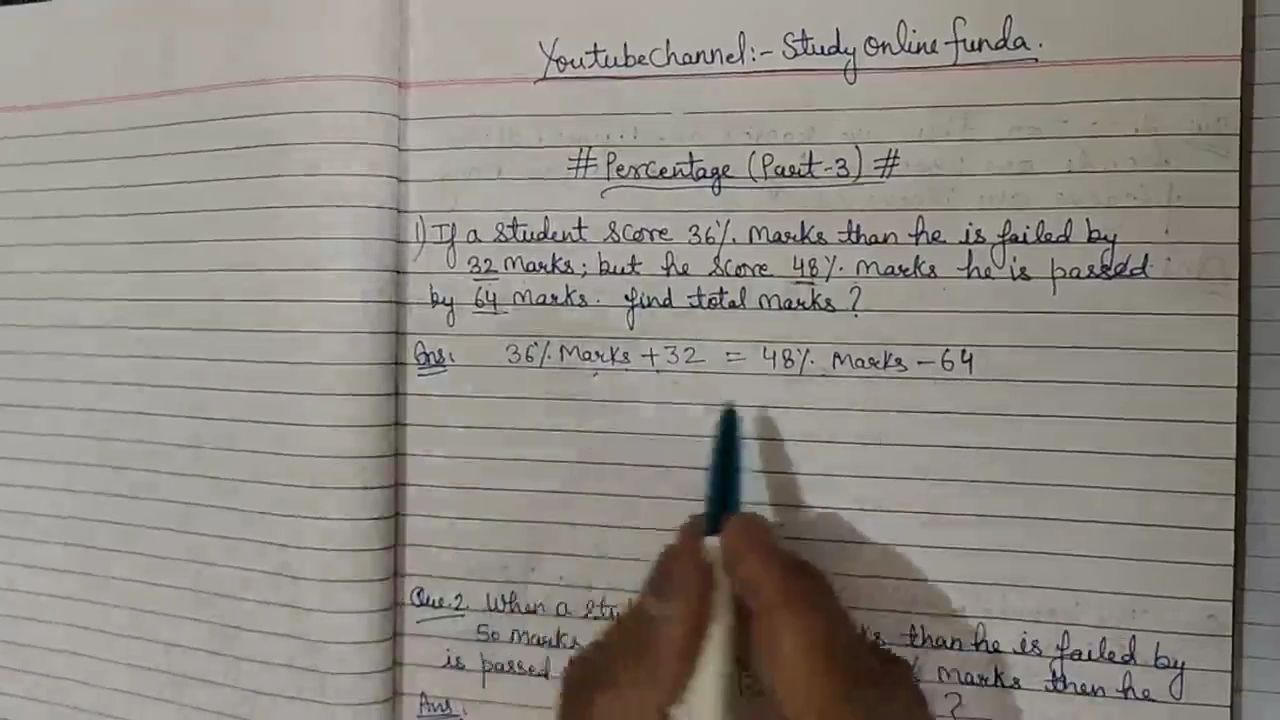 Youtube Channel:- Study Online funda.
# Percentage (Part-3) #
1) If a student score 36% Marks than he is failed by
32 Marks; but he score 48% marks he is passed
by 64 marks. find total marks?
Ans: 36% Marks + 32 = 48% Marks - 64
Que.2. When a
50 marks than he is failed by
is passed marks then he
Ans. ?